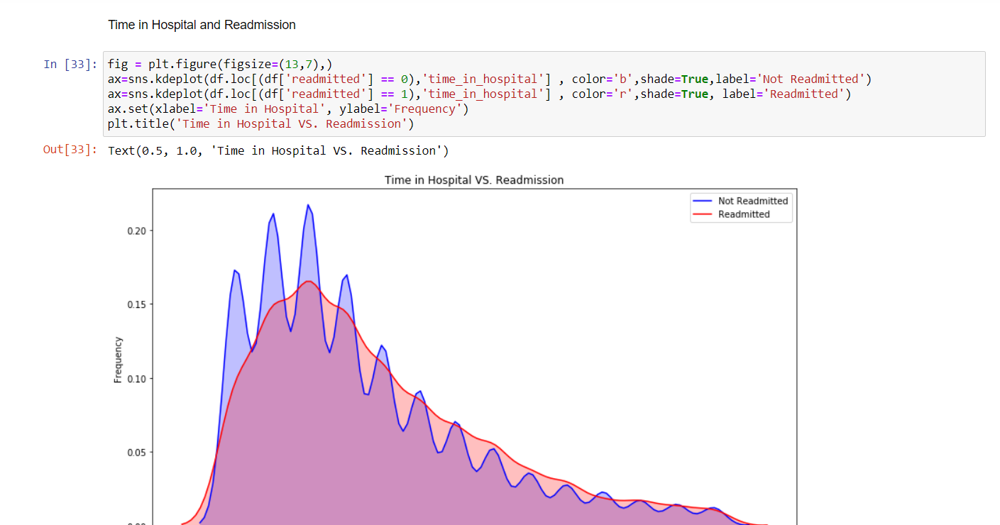 Time in Hospital and Readmission
In [33]: fig = plt.figure(figsize=(13,7),)
ax=sns.kdeplot(df.loc[(df['readmitted'] == 0),'time_in_hospital'] , color='b',shade=True,label='Not Readmitted')
ax=sns.kdeplot(df.loc[(df['readmitted'] == 1),'time_in_hospital'] , color='r',shade=True, label='Readmitted')
ax.set(xlabel='Time in Hospital', ylabel='Frequency')
plt.title('Time in Hospital VS. Readmission')
Out[33]: Text(0.5, 1.0, 'Time in Hospital VS. Readmission')
Time in Hospital VS. Readmission
Not Readmitted
Readmitted
0.20
0.15
Frequency
0.10
0.05